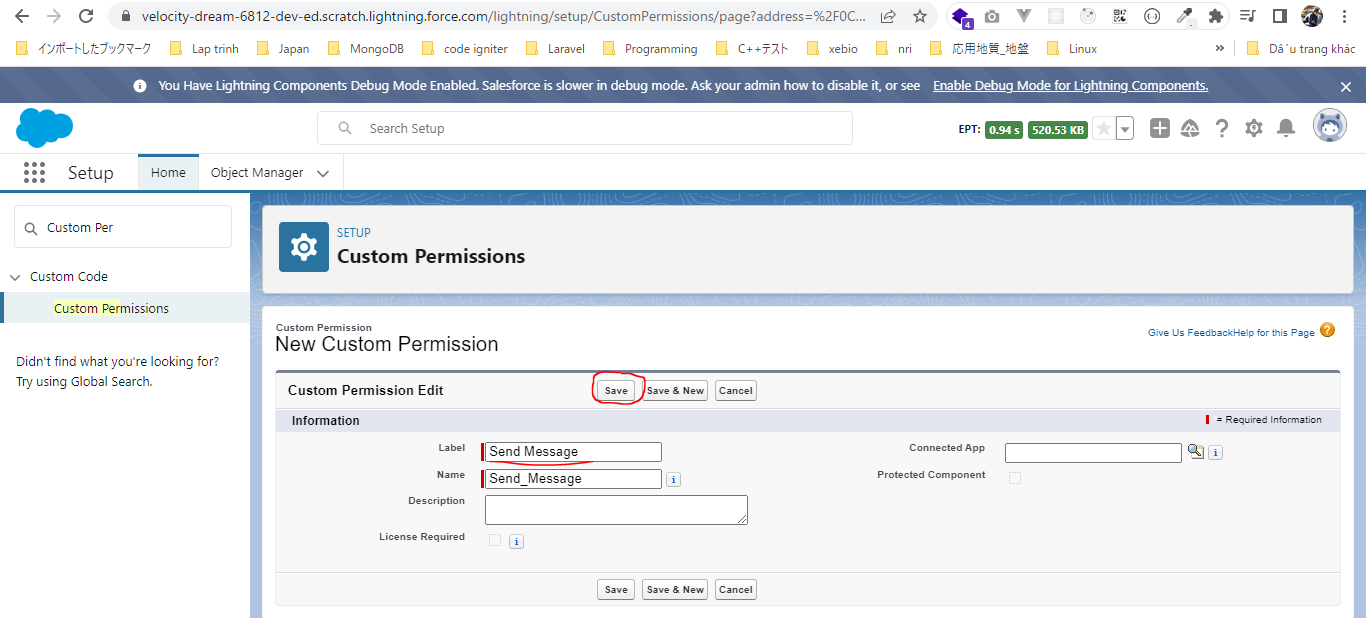 velocity-dream-6812-dev-ed.scratch.lightning.force.com/lightning/setup/CustomPermissions/page?address=%2F0C...
4
インポートしたブックマーク Lap trinh Japan MongoDB code igniter Laravel Programming C++テスト xebio nri 応用地質_地盤 Linux » Dấu trang khác
You Have Lightning Components Debug Mode Enabled. Salesforce is slower in debug mode. Ask your admin how to disable it, or see Enable Debug Mode for Lightning Components.
Search Setup
EPT: 0.94 s 520.53 KB
Setup Home Object Manager
Custom Per
Custom Code
Custom Permissions
Didn't find what you're looking for?
Try using Global Search.
SETUP
Custom Permissions
Custom Permission
New Custom Permission
Give Us Feedback Help for this Page ?
Custom Permission Edit Save Save & New Cancel
Information = Required Information
Label Send Message Connected App
Name Send_Message Protected Component
Description
License Required
Save Save & New Cancel